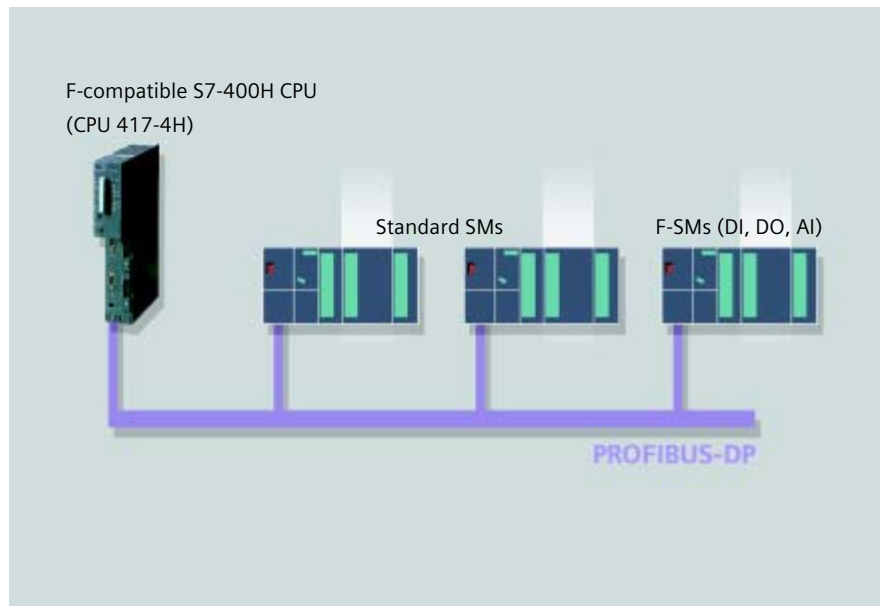 F-compatible S7-400H CPU
(CPU 417-4H)
Standard SMs
F-SMs (DI, DO, AI)
PROFIBUS-DP